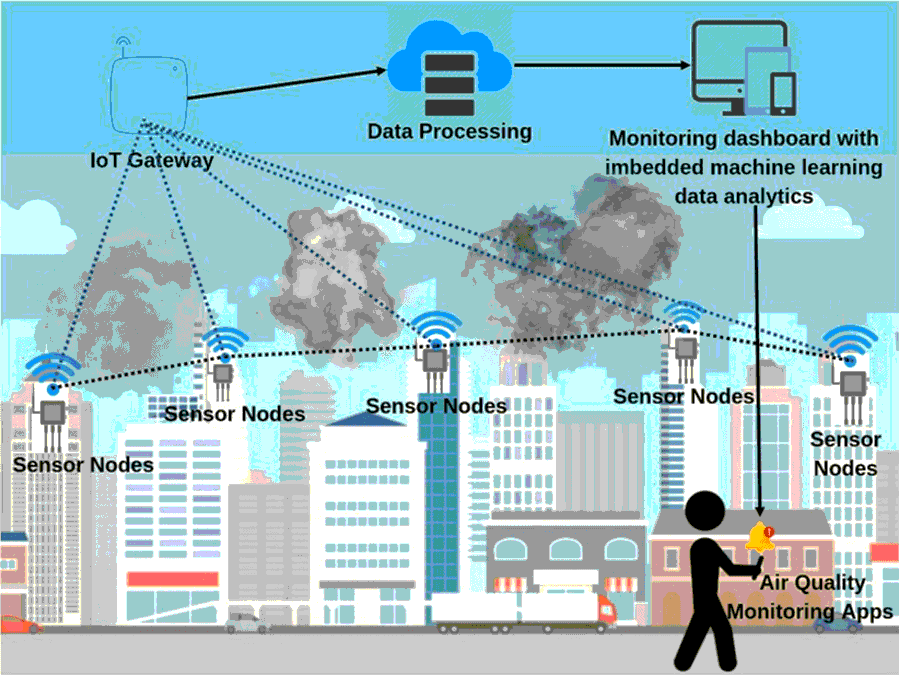 Data Processing
IoT Gateway
Monitoring dashboard with
imbedded machine learning
data analytics
Sensor Nodes
Sensor Nodes
Sensor Nodes
Sensor Nodes
Sensor
Nodes
Air Quality
Monitoring Apps